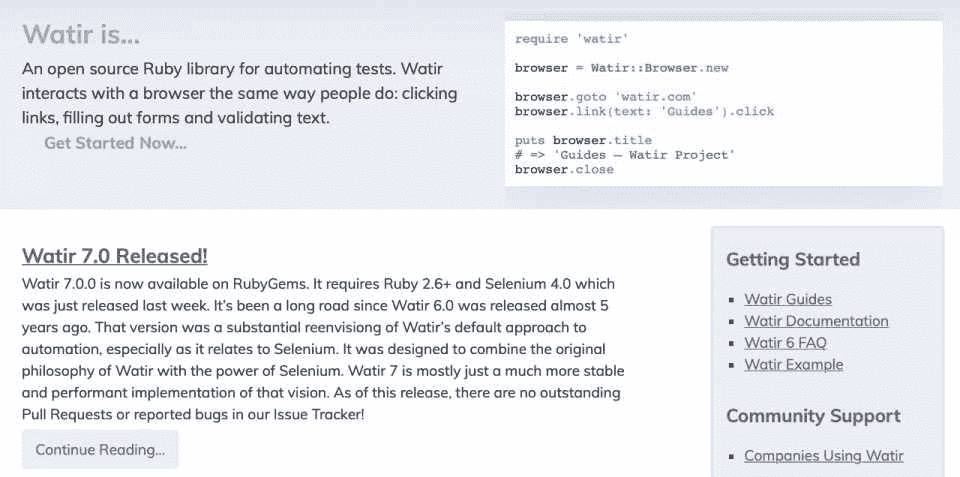 Watir is...
An open source Ruby library for automating tests. Watir
interacts with a browser the same way people do: clicking
links, filling out forms and validating text.
Get Started Now...
require 'watir'
browser = Watir::Browser.new
browser.goto 'watir.com'
browser.link(text: 'Guides').click
puts browser.title
# => 'Guides – Watir Project'
browser.close
Watir 7.0 Released!
Watir 7.0.0 is now available on RubyGems. It requires Ruby 2.6+ and Selenium 4.0 which
was just released last week. It's been a long road since Watir 6.0 was released almost 5
years ago. That version was a substantial reenvisioning of Watir's default approach to
automation, especially as it relates to Selenium. It was designed to combine the original
philosophy of Watir with the power of Selenium. Watir 7 is mostly just a much more stable
and performant implementation of that vision. As of this release, there are no outstanding
Pull Requests or reported bugs in our Issue Tracker!
Continue Reading...
Getting Started
Watir Guides
Watir Documentation
Watir 6 FAQ
Watir Example
Community Support
Companies Using Watir